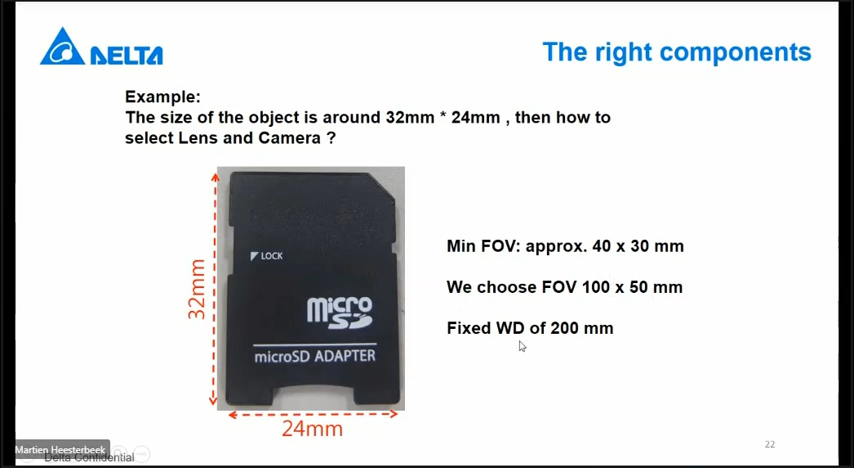 DELTA
The right components
Example:
The size of the object is around 32mm * 24mm , then how to
select Lens and Camera ?
32mm
LOCK
micro
SD
microSD ADAPTER
24mm
Min FOV: approx. 40 x 30 mm
We choose FOV 100 x 50 mm
Fixed WD of 200 mm
Martien Heesterbeek
Delta Confidential
22